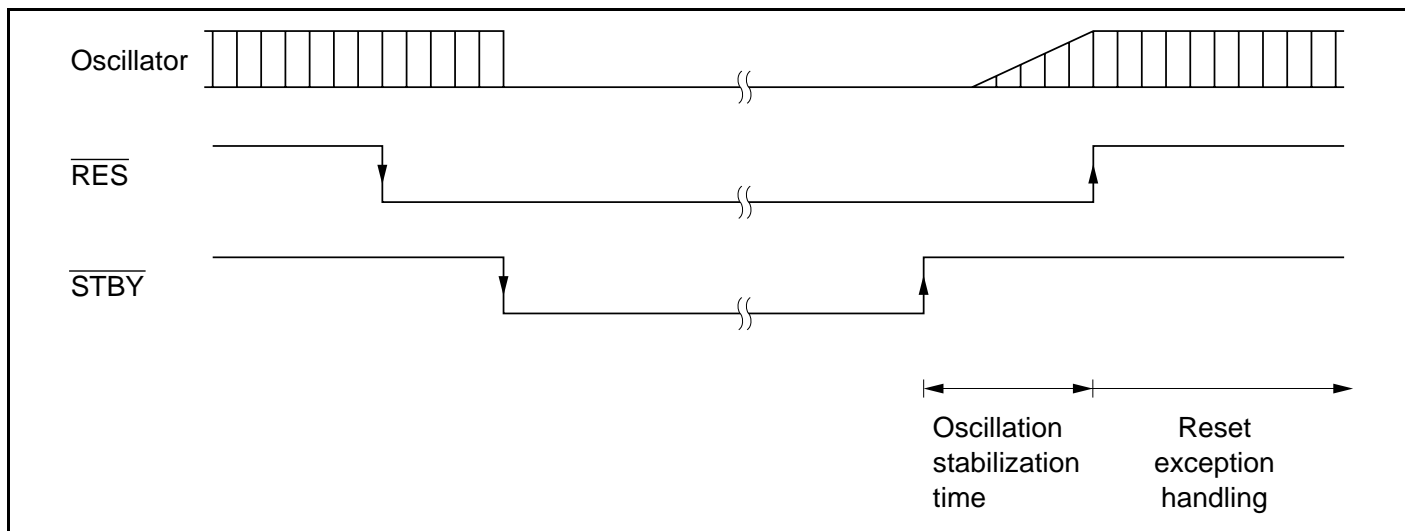 Oscillator
RES
STBY
Oscillation
stabilization
time
Reset
exception
handling